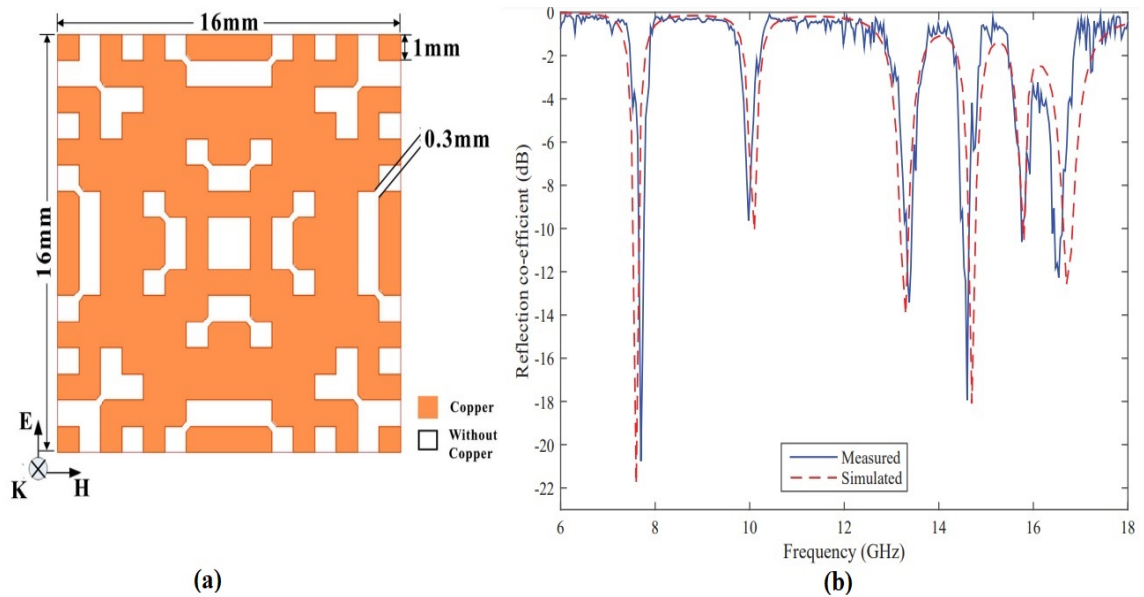 16mm
1mm
0.3mm
16mm
Copper
Without
Copper
E
K
H
(a)
Reflection co-efficient (dB)
0
-2
-4
-6
-8
-10
-12
-14
-16
-18
-20
-22
Measured
Simulated
6
8
10
12
14
16
18
Frequency (GHz)
(b)